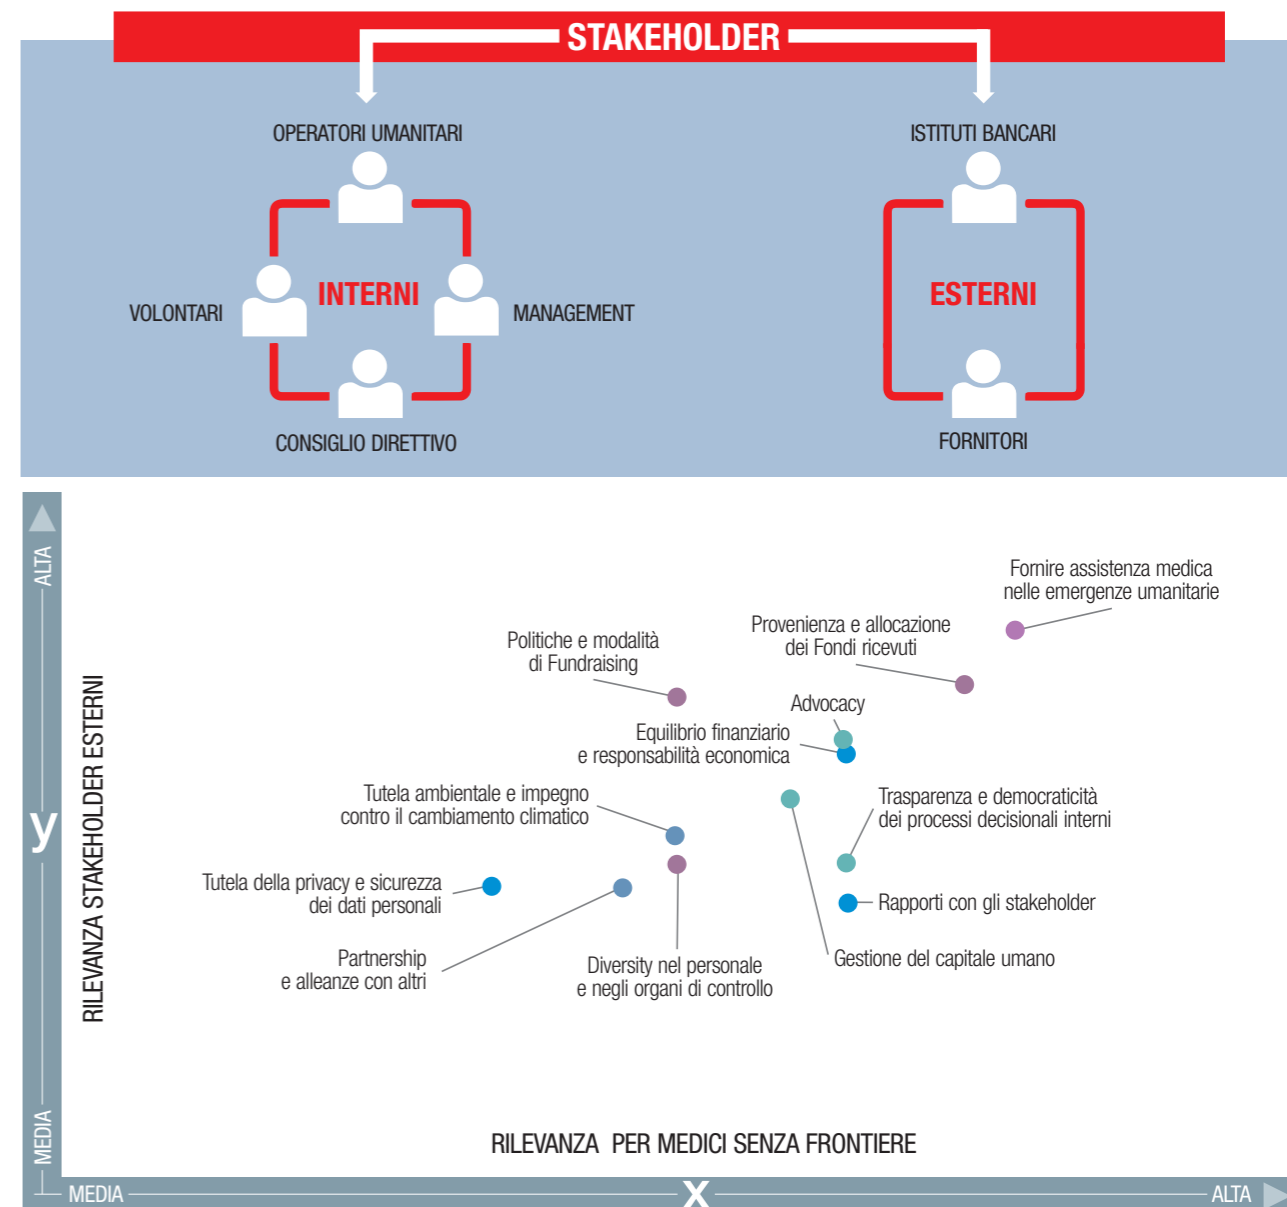 STAKEHOLDER
OPERATORI UMANITARI
ISTITUTI BANCARI
VOLONTARI
INTERNI
MANAGEMENT
ESTERNI
CONSIGLIO DIRETTIVO
FORNITORI
ALTA
y
MEDIA
RILEVANZA STAKEHOLDER ESTERNI
Fornire assistenza medica
nelle emergenze umanitarie
Provenienza e allocazione
dei Fondi ricevuti
Politiche e modalità
di Fundraising
Advocacy
Equilibrio finanziario
e responsabilità economica
Tutela ambientale e impegno
contro il cambiamento climatico
Trasparenza e democraticità
dei processi decisionali interni
Tutela della privacy e sicurezza
dei dati personali
Rapporti con gli stakeholder
Partnership
e alleanze con altri
Diversity nel personale
e negli organi di controllo
Gestione del capitale umano
RILEVANZA PER MEDICI SENZA FRONTIERE
MEDIA
X
ALTA